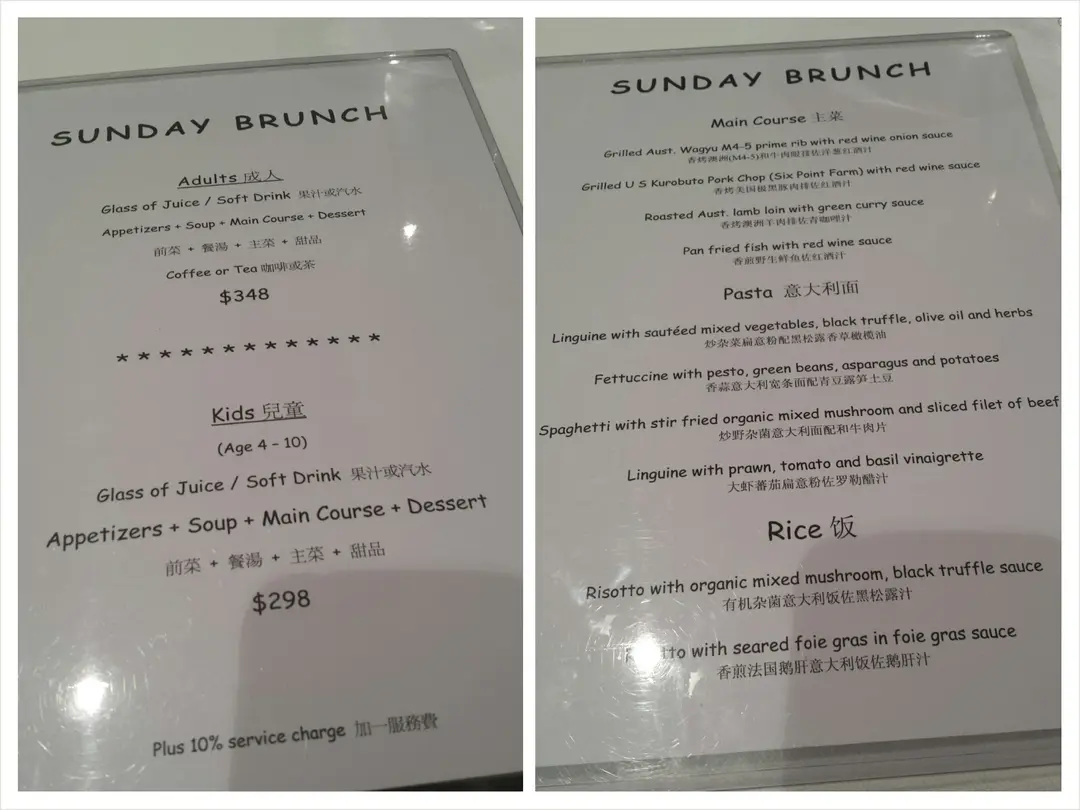 SUNDAY BRUNCH
Adults 成人
Glass of Juice / Soft Drink 果汁或汽水
Appetizers + Soup + Main Course + Dessert
前菜 + 餐湯 + 主菜 + 甜品
Coffee or Tea 咖啡或茶
$348
* * * * * * * * * * * * *
Kids 兒童
(Age 4 – 10)
Glass of Juice / Soft Drink 果汁或汽水
Appetizers + Soup + Main Course + Dessert
前菜 + 餐湯 + 主菜 + 甜品
$298
Plus 10% service charge 加一服務費
SUNDAY BRUNCH
Main Course 主菜
Grilled Aust. Wagyu M4-5 prime rib with red wine onion sauce
香烤澳洲(M4-5)和牛肉眼排佐洋葱红酒汁
Grilled U S Kurobuto Pork Chop (Six Point Farm) with red wine sauce
香烤美国极黑豚肉排佐红酒汁
Roasted Aust. lamb loin with green curry sauce
香烤澳洲羊肉排佐青咖喱汁
Pan fried fish with red wine sauce
香煎野生鲜鱼佐红酒汁
Pasta 意大利面
Linguine with sautéed mixed vegetables, black truffle, olive oil and herbs
炒杂菜扁意粉配黑松露香草橄榄油
Fettuccine with pesto, green beans, asparagus and potatoes
香蒜意大利宽条面配青豆露笋土豆
Spaghetti with stir fried organic mixed mushroom and sliced filet of beef
炒野杂菌意大利面配和牛肉片
Linguine with prawn, tomato and basil vinaigrette
大虾蕃茄扁意粉佐罗勒醋汁
Rice 饭
Risotto with organic mixed mushroom, black truffle sauce
有机杂菌意大利饭佐黑松露汁
with seared foie gras in foie gras sauce
香煎法国鹅肝意大利饭佐鹅肝汁